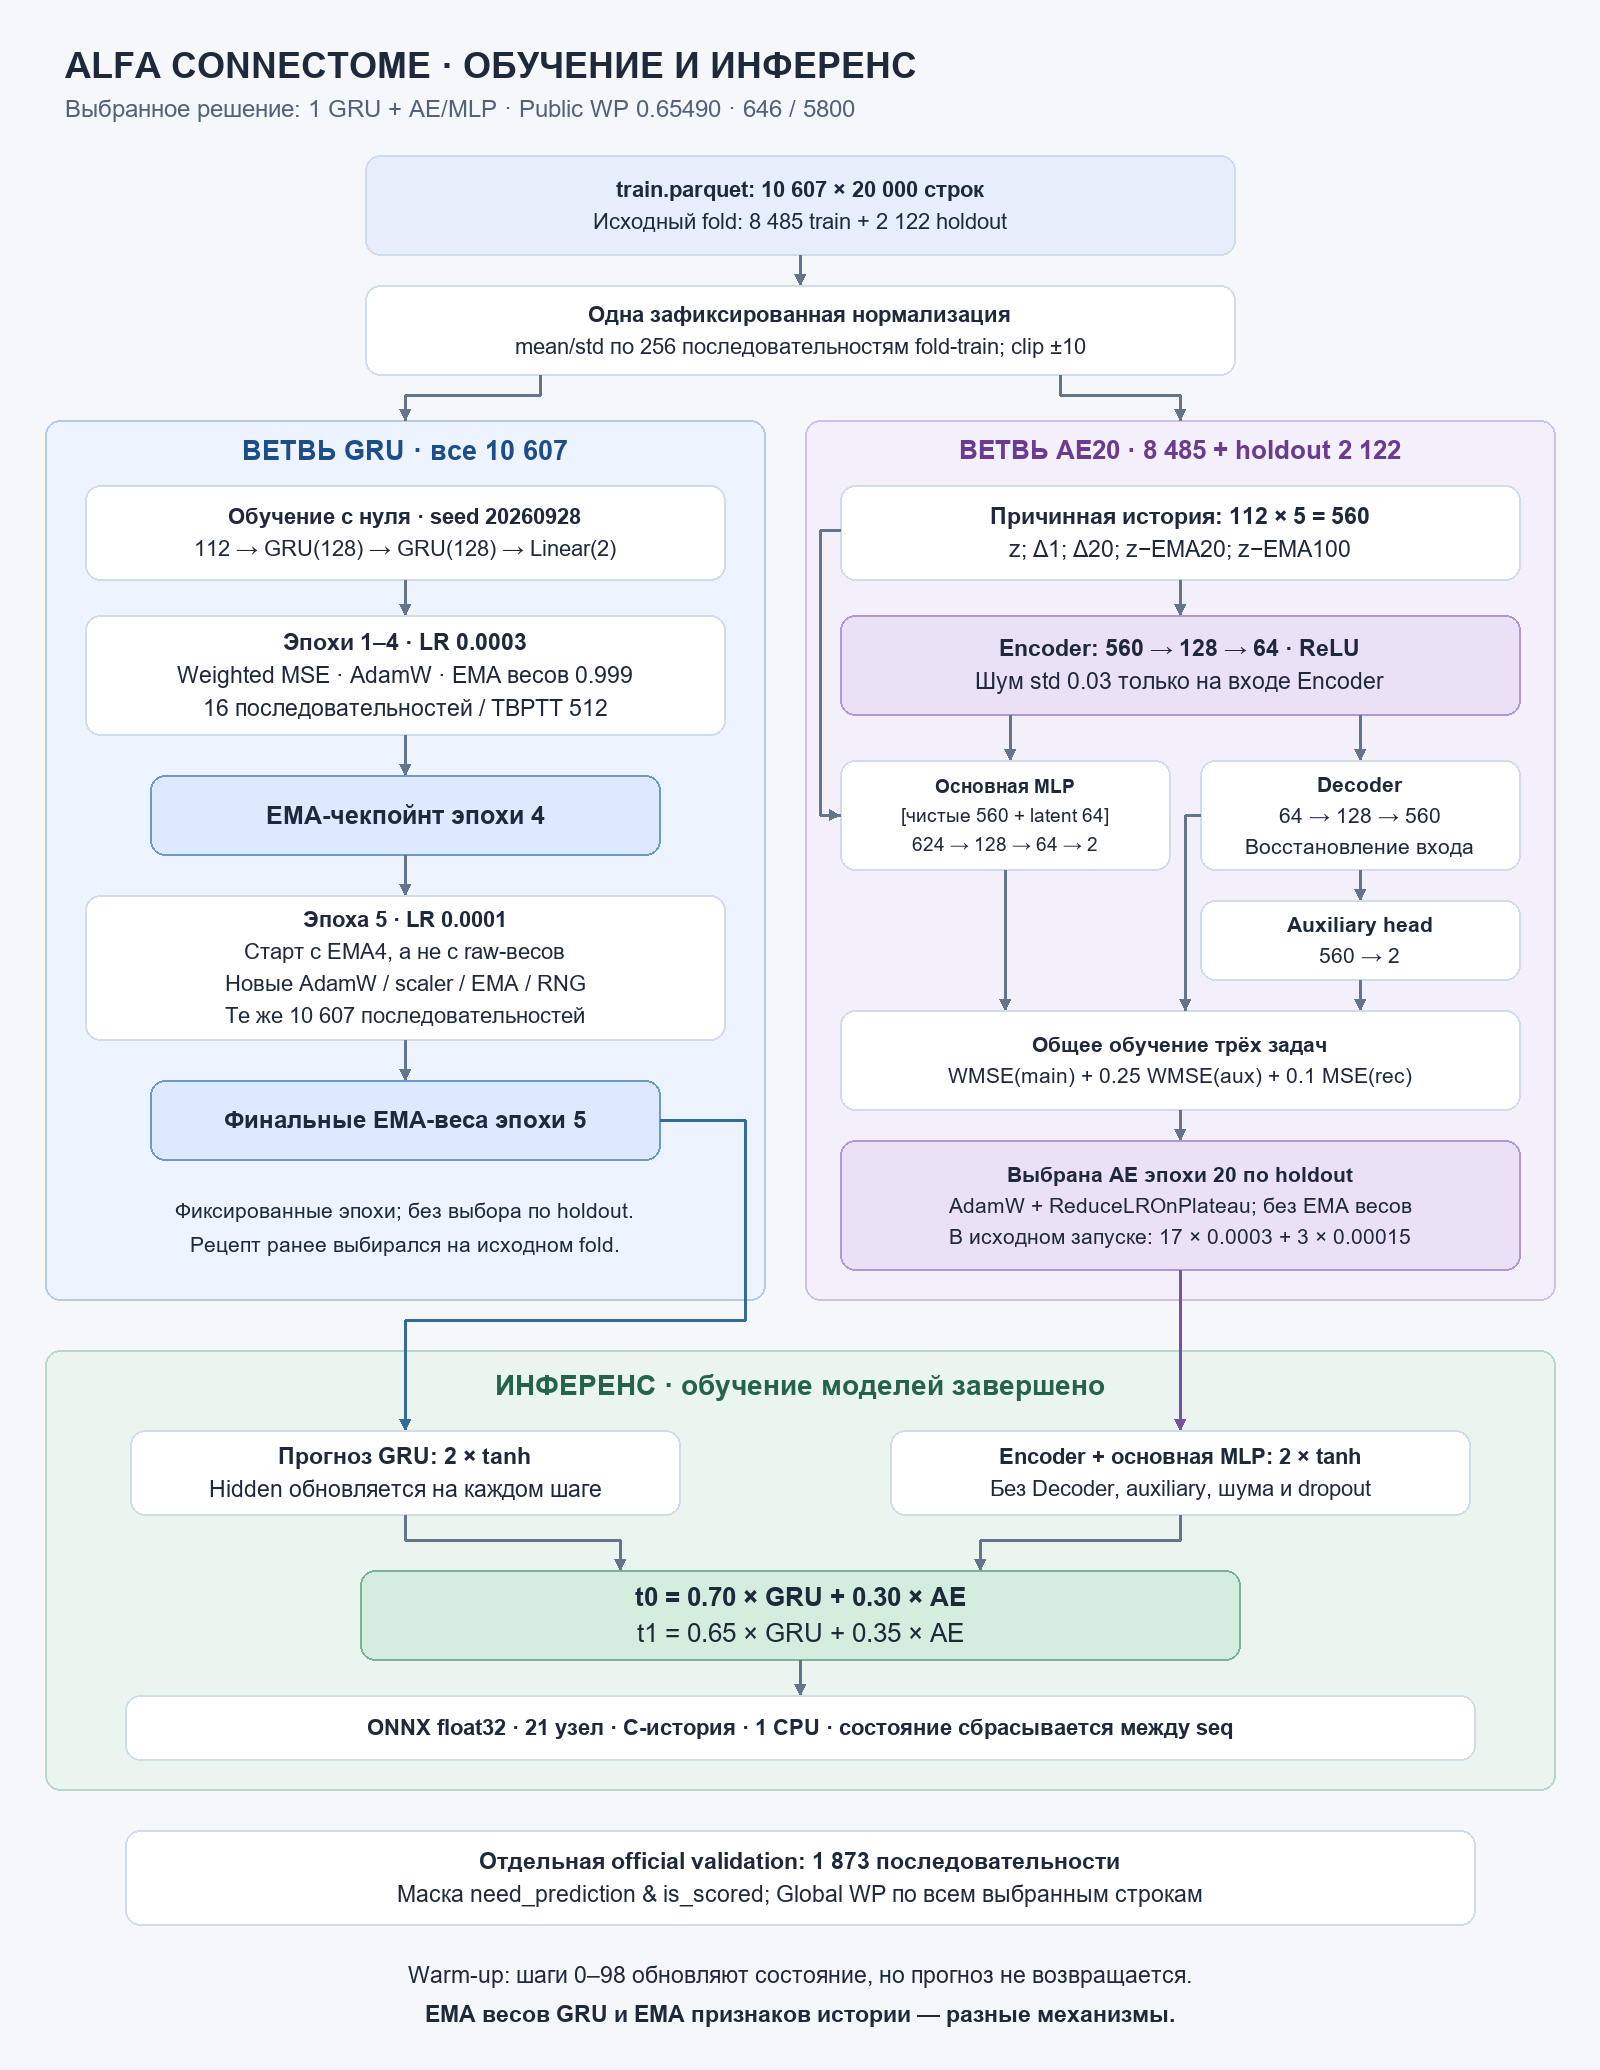 ALFA CONNECTOME · ОБУЧЕНИЕ И ИНФЕРЕНС
Выбранное решение: 1 GRU + AE/MLP · Public WP 0.65490 · 646 / 5800
train.parquet: 10 607 × 20 000 строк
Исходный fold: 8 485 train + 2 122 holdout
Одна зафиксированная нормализация
mean/std по 256 последовательностям fold-train; clip ±10
ВЕТВЬ GRU · все 10 607
Обучение с нуля · seed 20260928
112 → GRU(128) → GRU(128) → Linear(2)
Эпохи 1–4 · LR 0.0003
Weighted MSE · AdamW · EMA весов 0.999
16 последовательностей / TBPTT 512
EMA-чекпойнт эпохи 4
Эпоха 5 · LR 0.0001
Старт с EMA4, а не с raw-весов
Новые AdamW / scaler / EMA / RNG
Те же 10 607 последовательностей
Финальные EMA-веса эпохи 5
Фиксированные эпохи; без выбора по holdout.
Рецепт ранее выбирался на исходном fold.
ВЕТВЬ AE20 · 8 485 + holdout 2 122
Причинная история: 112 × 5 = 560
z; Δ1; Δ20; z−EMA20; z−EMA100
Encoder: 560 → 128 → 64 · ReLU
Шум std 0.03 только на входе Encoder
Основная MLP
[чистые 560 + latent 64]
624 → 128 → 64 → 2
Decoder
64 → 128 → 560
Восстановление входа
Auxiliary head
560 → 2
Общее обучение трёх задач
WMSE(main) + 0.25 WMSE(aux) + 0.1 MSE(rec)
Выбрана AE эпохи 20 по holdout
AdamW + ReduceLROnPlateau; без EMA весов
В исходном запуске: 17 × 0.0003 + 3 × 0.00015
ИНФЕРЕНС · обучение моделей завершено
Прогноз GRU: 2 × tanh
Hidden обновляется на каждом шаге
Encoder + основная MLP: 2 × tanh
Без Decoder, auxiliary, шума и dropout
t0 = 0.70 × GRU + 0.30 × AE
t1 = 0.65 × GRU + 0.35 × AE
ONNX float32 · 21 узел · C-история · 1 CPU · состояние сбрасывается между seq
Отдельная official validation: 1 873 последовательности
Маска need_prediction & is_scored; Global WP по всем выбранным строкам
Warm-up: шаги 0–98 обновляют состояние, но прогноз не возвращается.
EMA весов GRU и EMA признаков истории — разные механизмы.